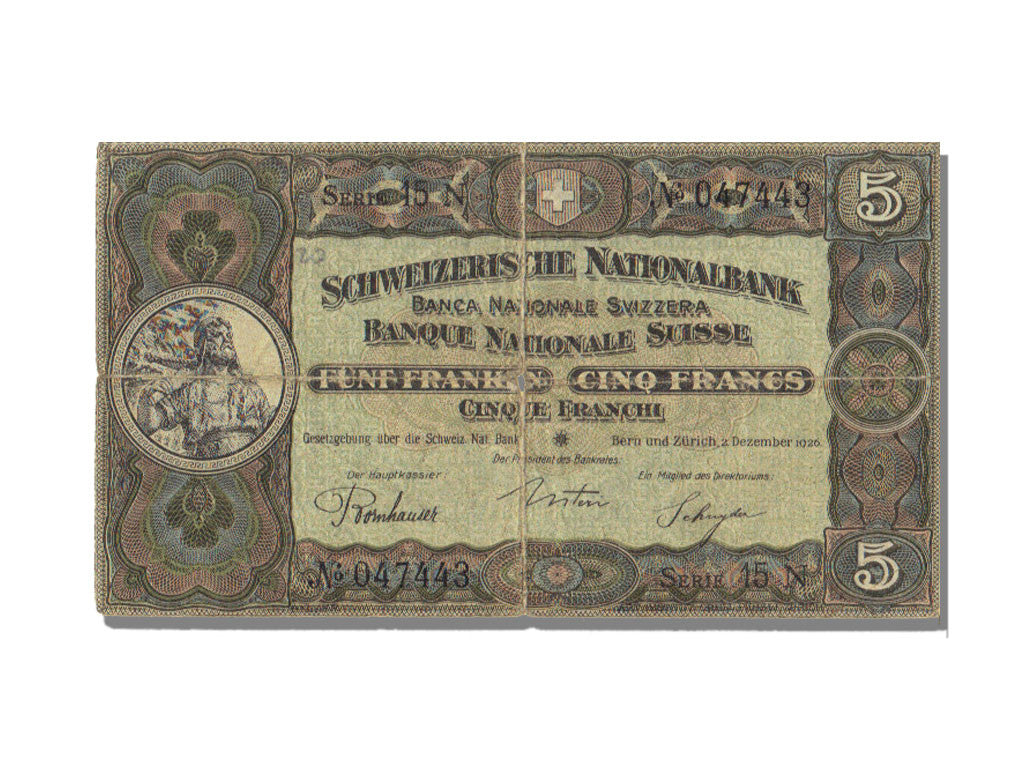 Serie 15 N
№ 047443
5
Schweizerische Nationalbank
Banca Nazionale Svizzera
Banque Nationale Suisse
Fünf Franken Cinq Francs
Cinque Franchi
Gesetzgebung über die Schweiz. Nat. Bank
Bern und Zürich, 2. Dezember 1926.
Der Präsident des Bankrates:
Der Hauptkassier:
Ein Mitglied des Direktoriums:
Bornhauser
Schnyder
№ 047443
Serie 15 N
5